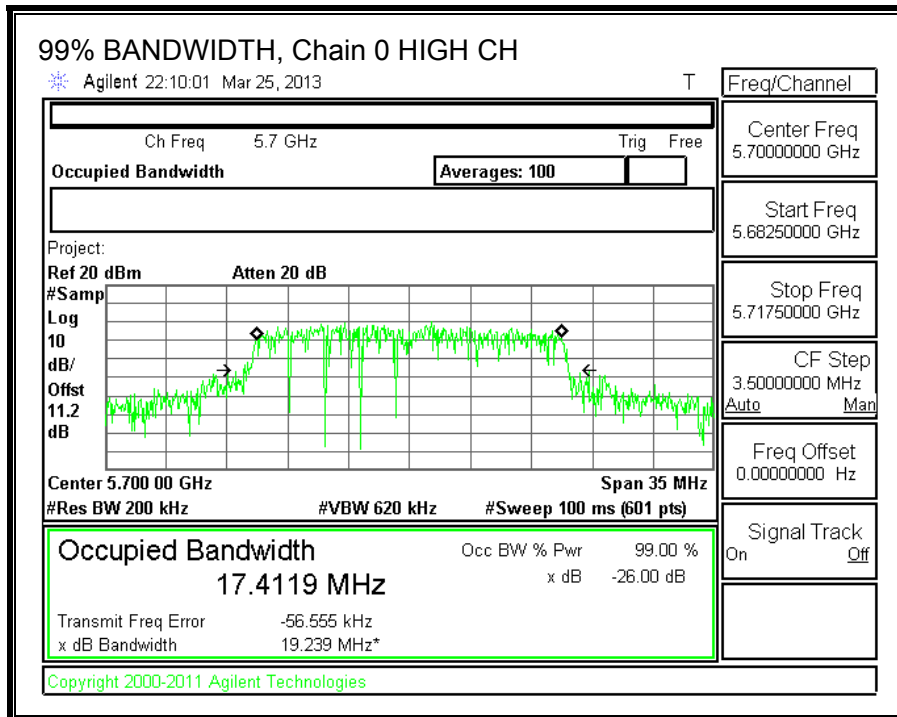 99% BANDWIDTH, Chain 0 HIGH CH
Agilent 22:10:01 Mar 25, 2013 T
Freq/Channel
Ch Freq 5.7 GHz Trig Free
Occupied Bandwidth Averages: 100
Center Freq
5.70000000 GHz
Start Freq
5.68250000 GHz
Stop Freq
5.71750000 GHz
CF Step
3.50000000 MHz
Auto Man
Freq Offset
0.00000000 Hz
Signal Track
On Off
Project:
Ref 20 dBm Atten 20 dB
#Samp
Log
10
dB/
Offst
11.2
dB
Center 5.700 00 GHz Span 35 MHz
#Res BW 200 kHz #VBW 620 kHz #Sweep 100 ms (601 pts)
Occupied Bandwidth Occ BW % Pwr 99.00 %
17.4119 MHz x dB -26.00 dB
Transmit Freq Error -56.555 kHz
x dB Bandwidth 19.239 MHz*
Copyright 2000-2011 Agilent Technologies